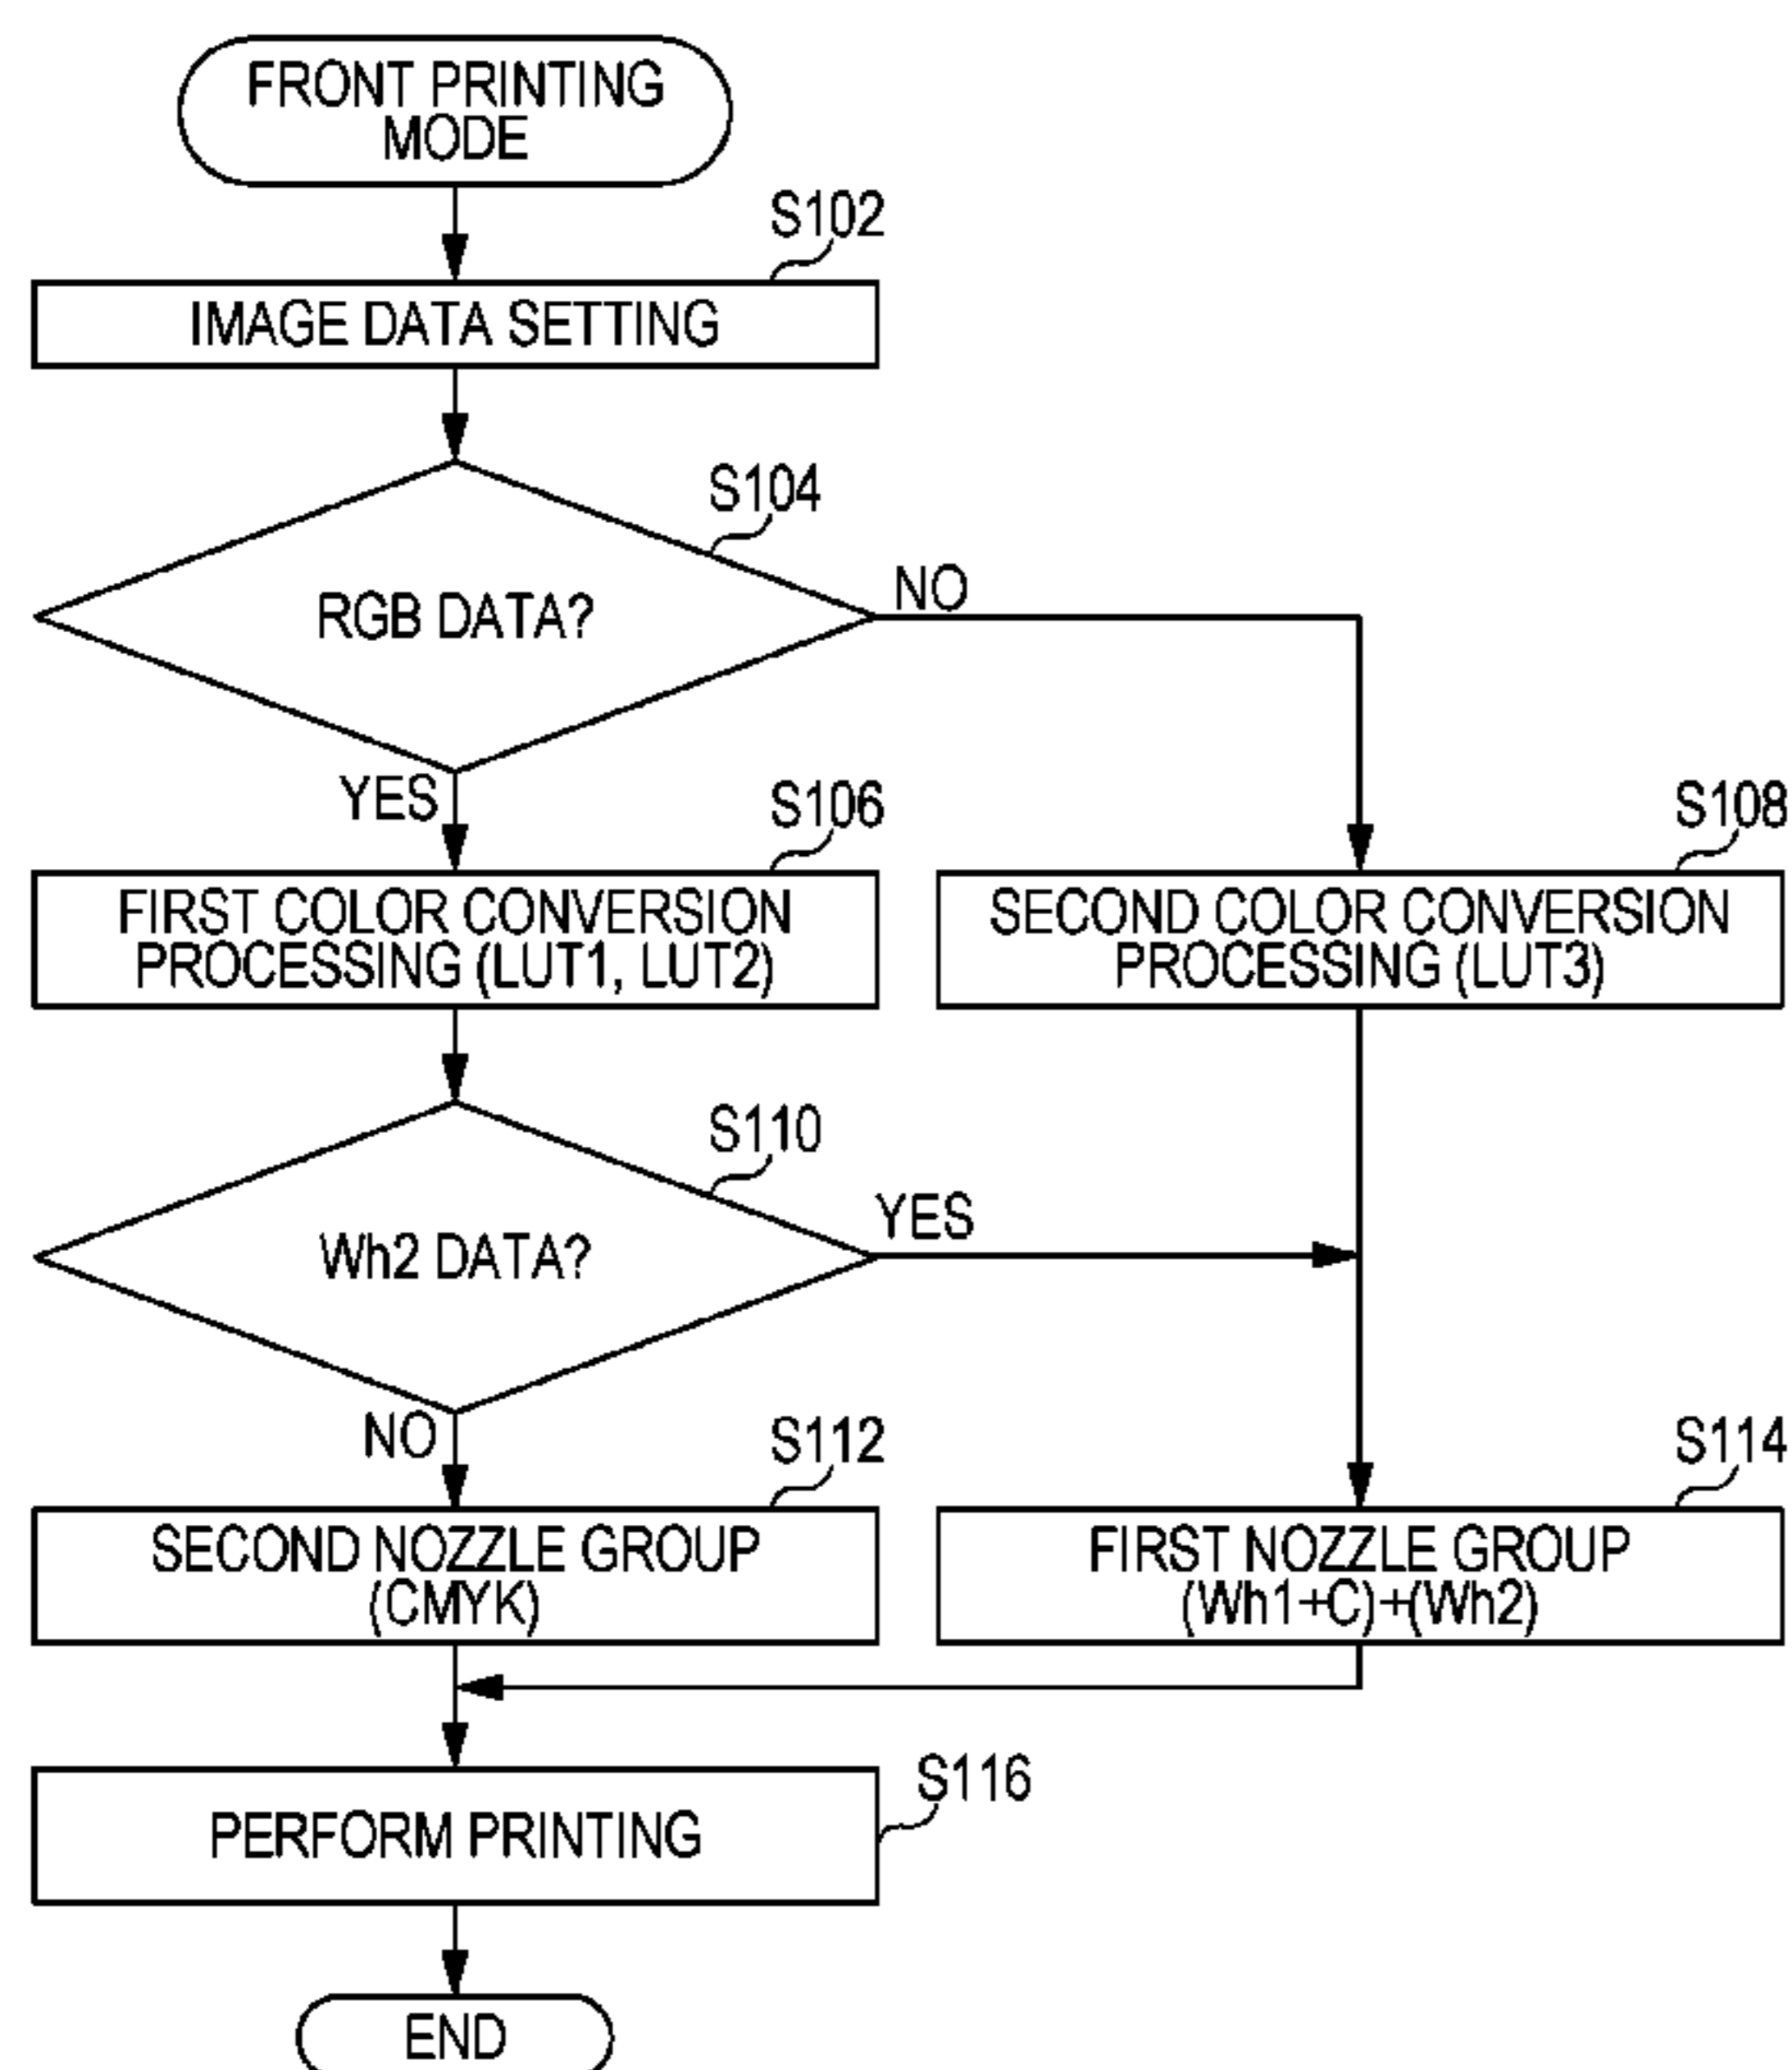 FRONT PRINTING
MODE
S102
IMAGE DATA SETTING
S104
RGB DATA?
NO
YES
S106
S108
FIRST COLOR CONVERSION
PROCESSING (LUT1, LUT2)
SECOND COLOR CONVERSION
PROCESSING (LUT3)
S110
Wh2 DATA?
YES
NO
S112
S114
SECOND NOZZLE GROUP
(CMYK)
FIRST NOZZLE GROUP
(Wh1+C)+(Wh2)
S116
PERFORM PRINTING
END